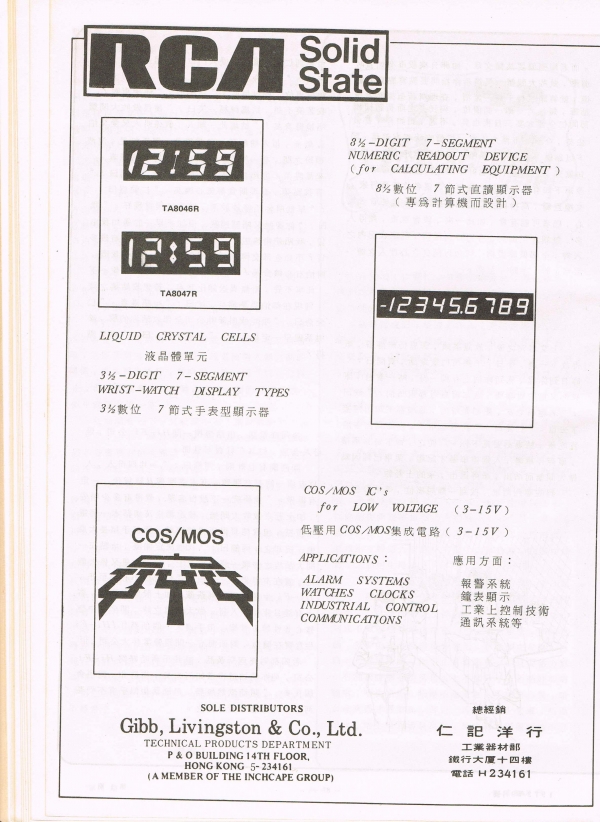 RCA Solid State
12:59
TA8046R
12:59
TA8047R
LIQUID CRYSTAL CELLS
液晶體單元
3½-DIGIT 7-SEGMENT
WRIST-WATCH DISPLAY TYPES
3½數位 7節式手表型顯示器
8½-DIGIT 7-SEGMENT
NUMERIC READOUT DEVICE
(for CALCULATING EQUIPMENT)
8½數位 7節式直讀顯示器
(專爲計算機而設計)
-12345.6789
COS/MOS
COS/MOS IC's
for LOW VOLTAGE (3-15V)
低壓用COS/MOS集成電路(3-15V)
APPLICATIONS: 應用方面:
ALARM SYSTEMS 報警系統
WATCHES CLOCKS 鐘表顯示
INDUSTRIAL CONTROL 工業上控制技術
COMMUNICATIONS 通訊系統等
SOLE DISTRIBUTORS
Gibb, Livingston & Co., Ltd.
TECHNICAL PRODUCTS DEPARTMENT
P & O BUILDING 14TH FLOOR,
HONG KONG 5-234161
(A MEMBER OF THE INCHCAPE GROUP)
總經銷
仁記洋行
工業器材部
鐵行大厦十四樓
電話 H234161